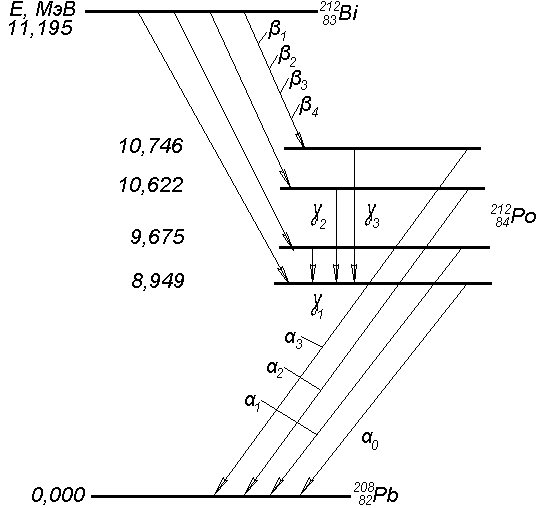 E, МэВ
11,195
²¹²₈₃Bi
β₁
β₂
β₃
β₄
10,746
10,622
9,675
8,949
γ₂
γ₃
²¹²₈₄Po
γ₁
α₃
α₂
α₁
α₀
0,000
²⁰⁸₈₂Pb